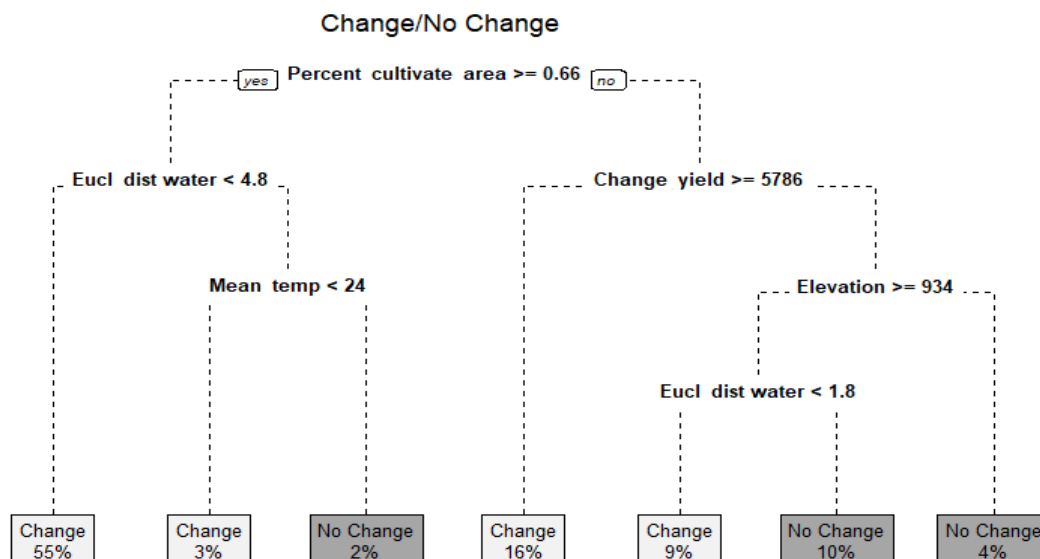 Change/No Change
yes Percent cultivate area >= 0.66 no
Eucl dist water < 4.8 Change yield >= 5786
Mean temp < 24 Elevation >= 934
Eucl dist water < 1.8
Change Change No Change Change Change No Change No Change
55% 3% 2% 16% 9% 10% 4%